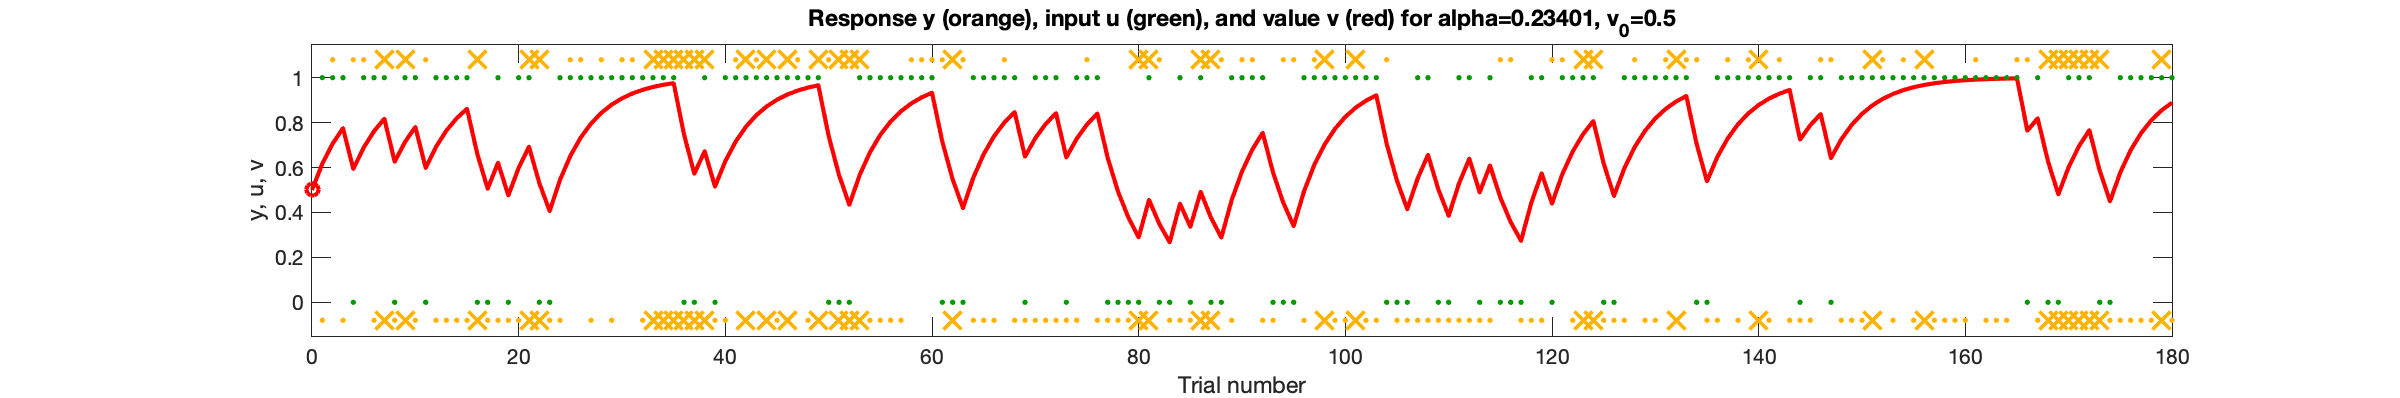 Response y (orange), input u (green), and value v (red) for alpha=0.23401, v_0=0.5
y, u, v
1
0.8
0.6
0.4
0.2
0
0 20 40 60 80 100 120 140 160 180
Trial number